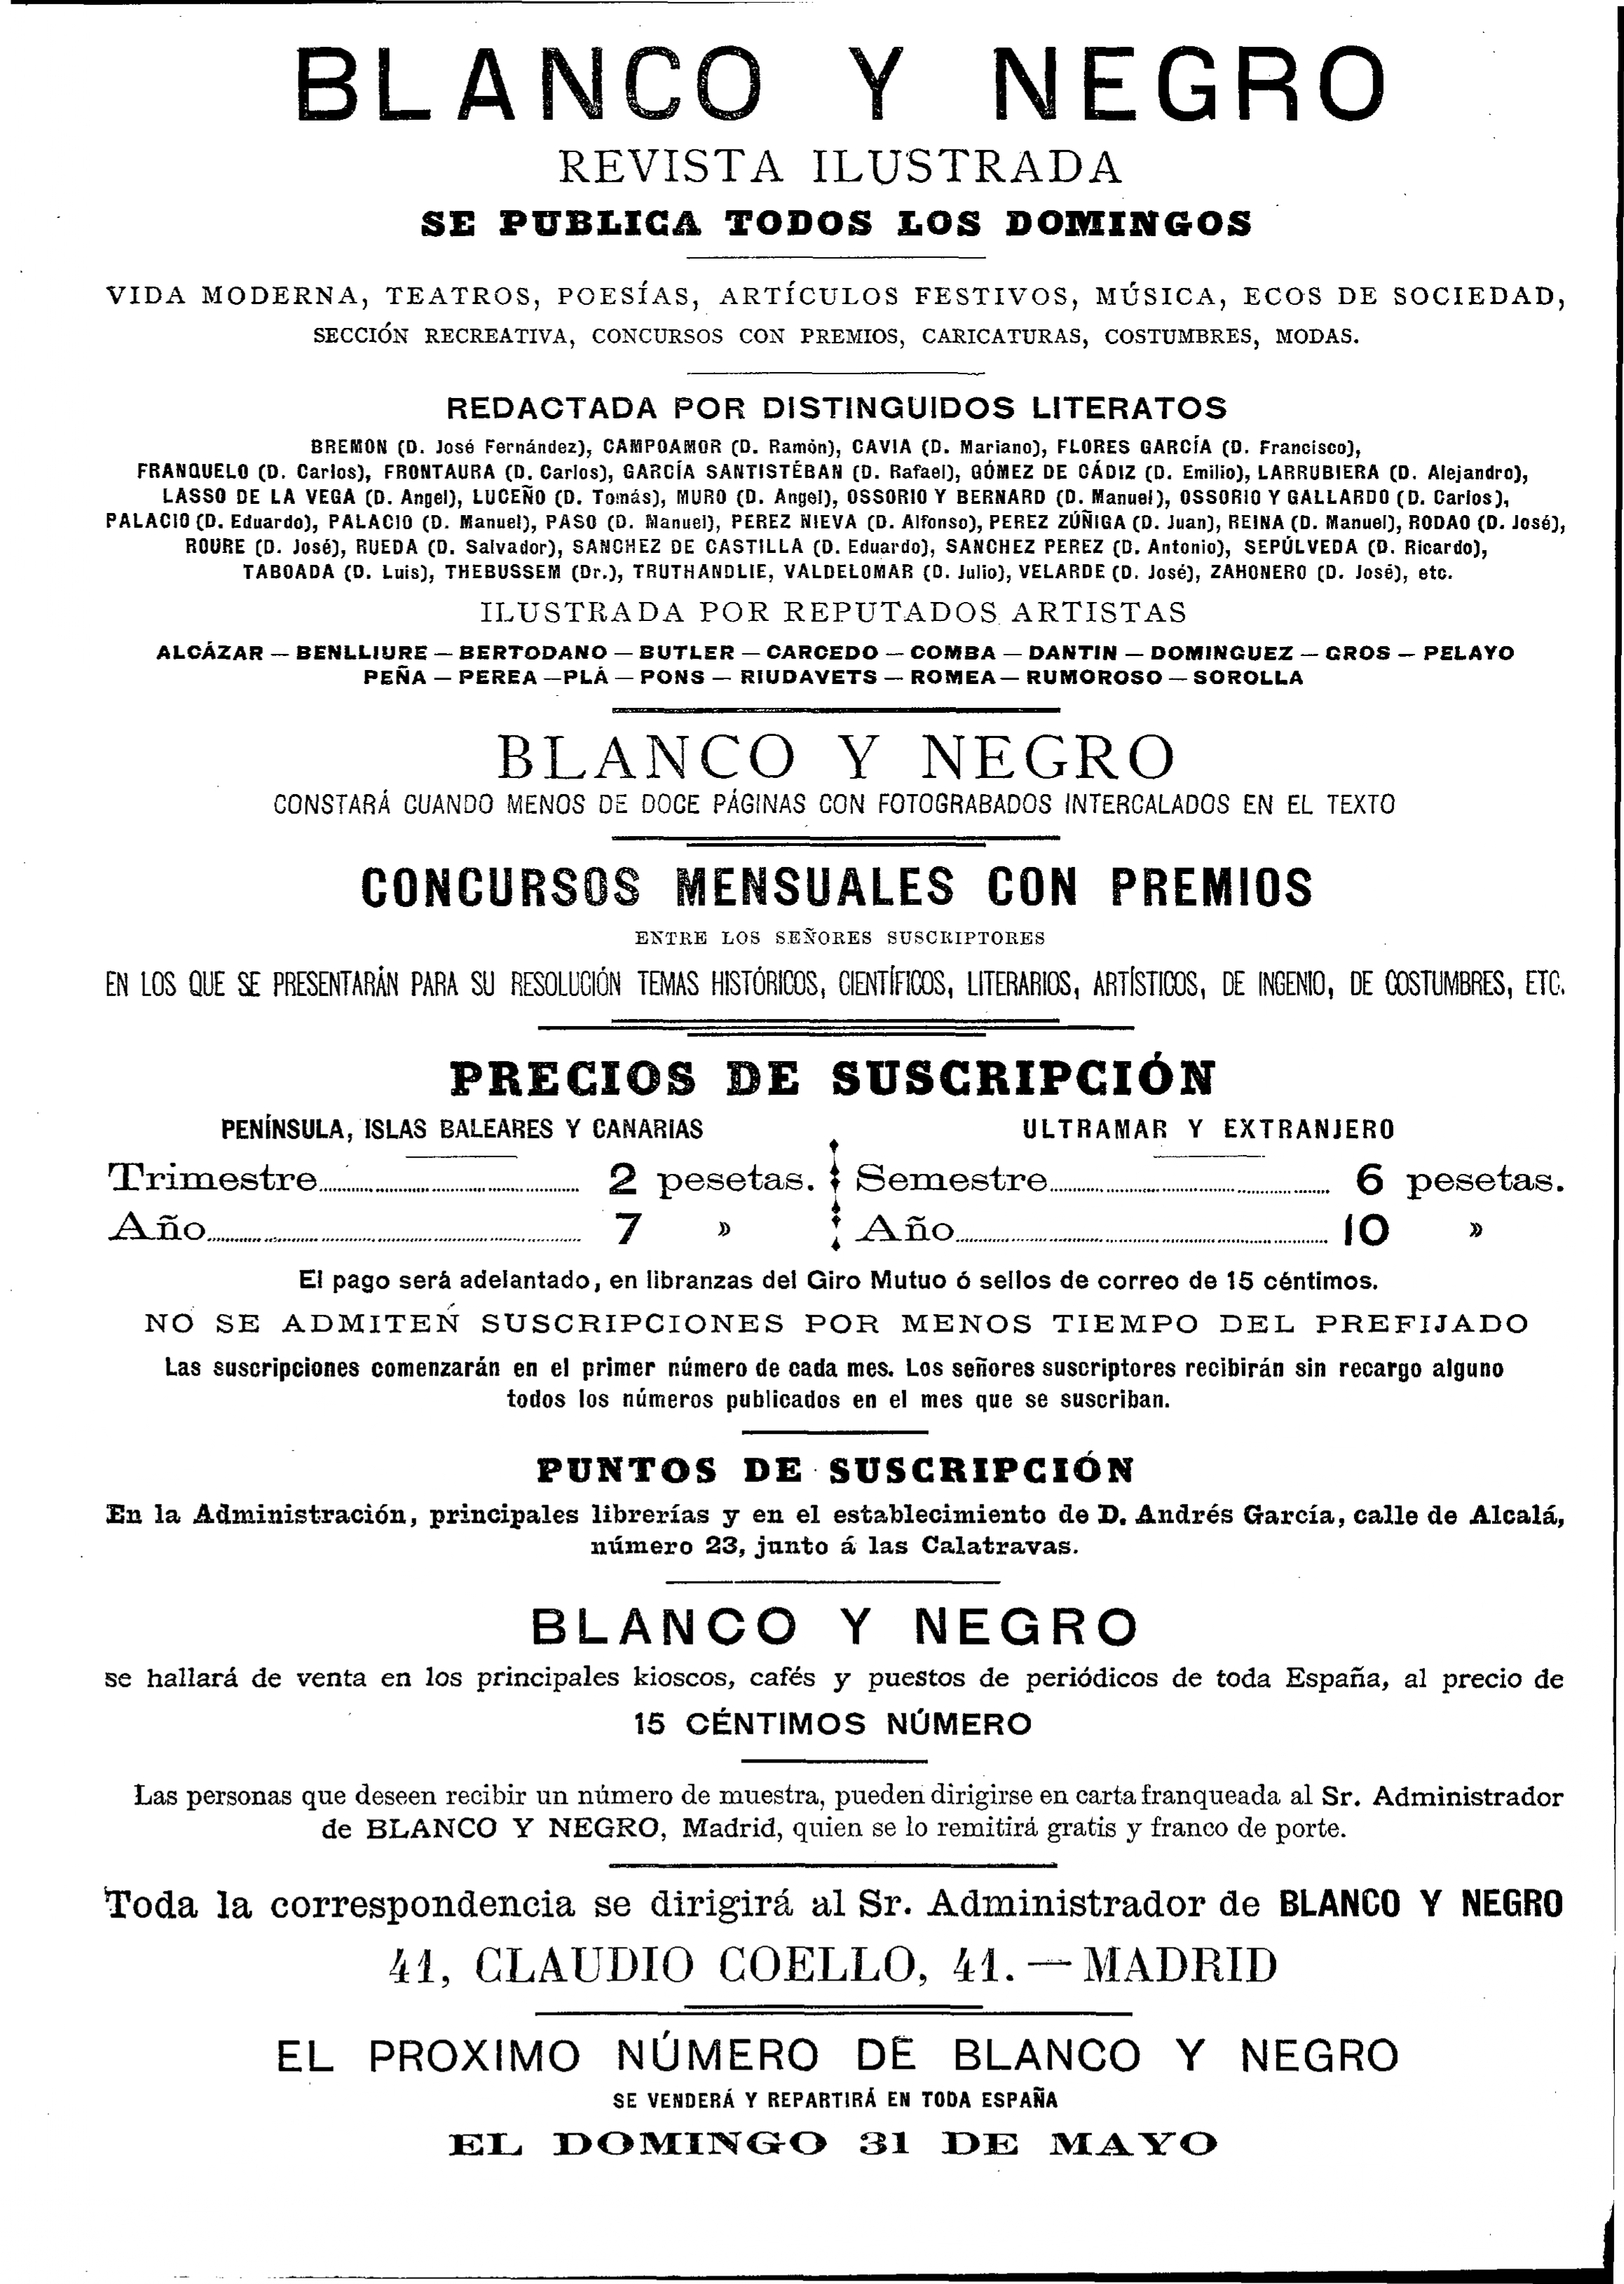 BLANCO Y NEGRO
REVISTA ILUSTRADA
SE PUBLICA TODOS LOS DOMINGOS
VIDA MODERNA, TEATROS, POESÍAS, ARTÍCULOS FESTIVOS, MÚSICA, ECOS DE SOCIEDAD,
SECCIÓN RECREATIVA, CONCURSOS CON PREMIOS, CARICATURAS, COSTUMBRES, MODAS.
REDACTADA POR DISTINGUIDOS LITERATOS
BREMON (D. José Fernández), CAMPOAMOR (D. Ramón), CAVIA (D. Mariano), FLORES GARCÍA (D. Francisco),
FRANQUELO (D. Carlos), FRONTAURA (D. Carlos), GARCÍA SANTISTÉBAN (D. Rafael), GÓMEZ DE CÁDIZ (D. Emilio), LARRUBIERA (D. Alejandro),
LASSO DE LA VEGA (D. Angel), LUCEÑO (D. Tomás), MURO (D. Angel), OSSORIO Y BERNARD (D. Manuel), OSSORIO Y GALLARDO (D. Carlos),
PALACIO (D. Eduardo), PALACIO (D. Manuel), PASO (D. Manuel), PEREZ NIEVA (D. Alfonso), PEREZ ZÚÑIGA (D. Juan), REINA (D. Manuel), RODAO (D. José),
ROURE (D. José), RUEDA (D. Salvador), SANCHEZ DE CASTILLA (D. Eduardo), SANCHEZ PEREZ (D. Antonio), SEPÚLVEDA (D. Ricardo),
TABOADA (D. Luis), THEBUSSEM (Dr.), TRUTHANDLIE, VALDELOMAR (D. Julio), VELARDE (D. José), ZAHONERO (D. José), etc.
ILUSTRADA POR REPUTADOS ARTISTAS
ALCÁZAR — BENLLIURE — BERTODANO — BUTLER — CARCEDO — COMBA — DANTIN — DOMINGUEZ — GROS — PELAYO
PEÑA — PEREA — PLÁ — PONS — RIUDAVETS — ROMEA — RUMOROSO — SOROLLA
BLANCO Y NEGRO
CONSTARÁ CUANDO MENOS DE DOCE PÁGINAS CON FOTOGRABADOS INTERCALADOS EN EL TEXTO
CONCURSOS MENSUALES CON PREMIOS
ENTRE LOS SEÑORES SUSCRIPTORES
EN LOS QUE SE PRESENTARÁN PARA SU RESOLUCIÓN TEMAS HISTÓRICOS, CIENTÍFICOS, LITERARIOS, ARTÍSTICOS, DE INGENIO, DE COSTUMBRES, ETC.
PRECIOS DE SUSCRIPCIÓN
PENÍNSULA, ISLAS BALEARES Y CANARIAS
Trimestre........ 2 pesetas.
Año........ 7 »
ULTRAMAR Y EXTRANJERO
Semestre........ 6 pesetas.
Año........ 10 »
El pago será adelantado, en libranzas del Giro Mutuo ó sellos de correo de 15 céntimos.
NO SE ADMITEN SUSCRIPCIONES POR MENOS TIEMPO DEL PREFIJADO
Las suscripciones comenzarán en el primer número de cada mes. Los señores suscriptores recibirán sin recargo alguno
todos los números publicados en el mes que se suscriban.
PUNTOS DE SUSCRIPCIÓN
En la Administración, principales librerías y en el establecimiento de D. Andrés García, calle de Alcalá,
número 23, junto á las Calatravas.
BLANCO Y NEGRO
se hallará de venta en los principales kioscos, cafés y puestos de periódicos de toda España, al precio de
15 CÉNTIMOS NÚMERO
Las personas que deseen recibir un número de muestra, pueden dirigirse en carta franqueada al Sr. Administrador
de BLANCO Y NEGRO, Madrid, quien se lo remitirá gratis y franco de porte.
Toda la correspondencia se dirigirá al Sr. Administrador de BLANCO Y NEGRO
41, CLAUDIO COELLO, 41. — MADRID
EL PROXIMO NÚMERO DE BLANCO Y NEGRO
SE VENDERÁ Y REPARTIRÁ EN TODA ESPAÑA
EL DOMINGO 31 DE MAYO